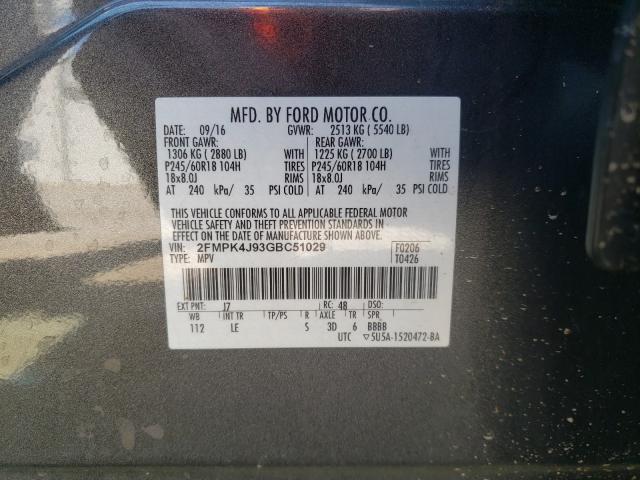 MFD. BY FORD MOTOR CO.
DATE: 09/16 GVWR: 2513 KG ( 5540 LB)
FRONT GAWR: REAR GAWR:
1306 KG ( 2880 LB) WITH 1225 KG ( 2700 LB) WITH
P245/60R18 104H TIRES P245/60R18 104H TIRES
18x8.0J RIMS 18x8.0J RIMS
AT 240 kPa/ 35 PSI COLD AT 240 kPa/ 35 PSI COLD
THIS VEHICLE CONFORMS TO ALL APPLICABLE FEDERAL MOTOR
VEHICLE SAFETY AND THEFT PREVENTION STANDARDS IN EFFECT
ON THE DATE OF MANUFACTURE SHOWN ABOVE.
VIN: 2FMPK4J93GBC51029 F0206
TYPE: MPV T0426
EXT PNT: J7 RC: 48 DSO:
WB INT TR TP/PS R AXLE TR SPR
112 LE S 3D 6 BBBB
UTC ▽5U5A-1520472-BA